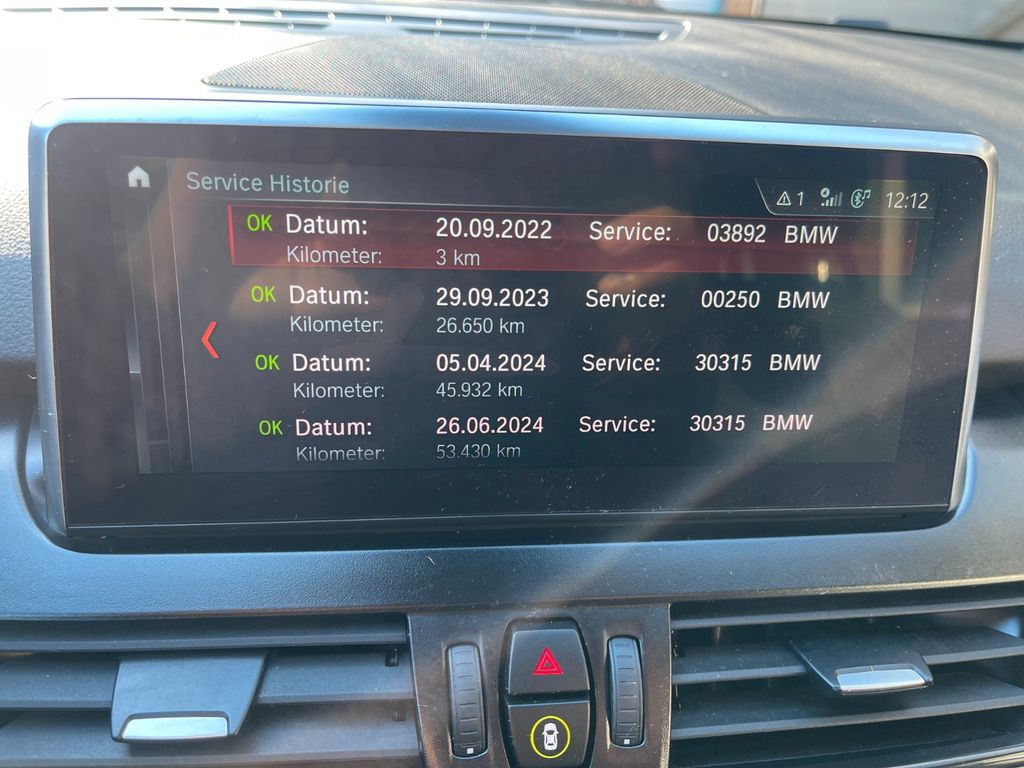 Service Historie
1 12:12
OK Datum: 20.09.2022 Service: 03892 BMW
Kilometer: 3 km
OK Datum: 29.09.2023 Service: 00250 BMW
Kilometer: 26.650 km
OK Datum: 05.04.2024 Service: 30315 BMW
Kilometer: 45.932 km
OK Datum: 26.06.2024 Service: 30315 BMW
Kilometer: 53.430 km